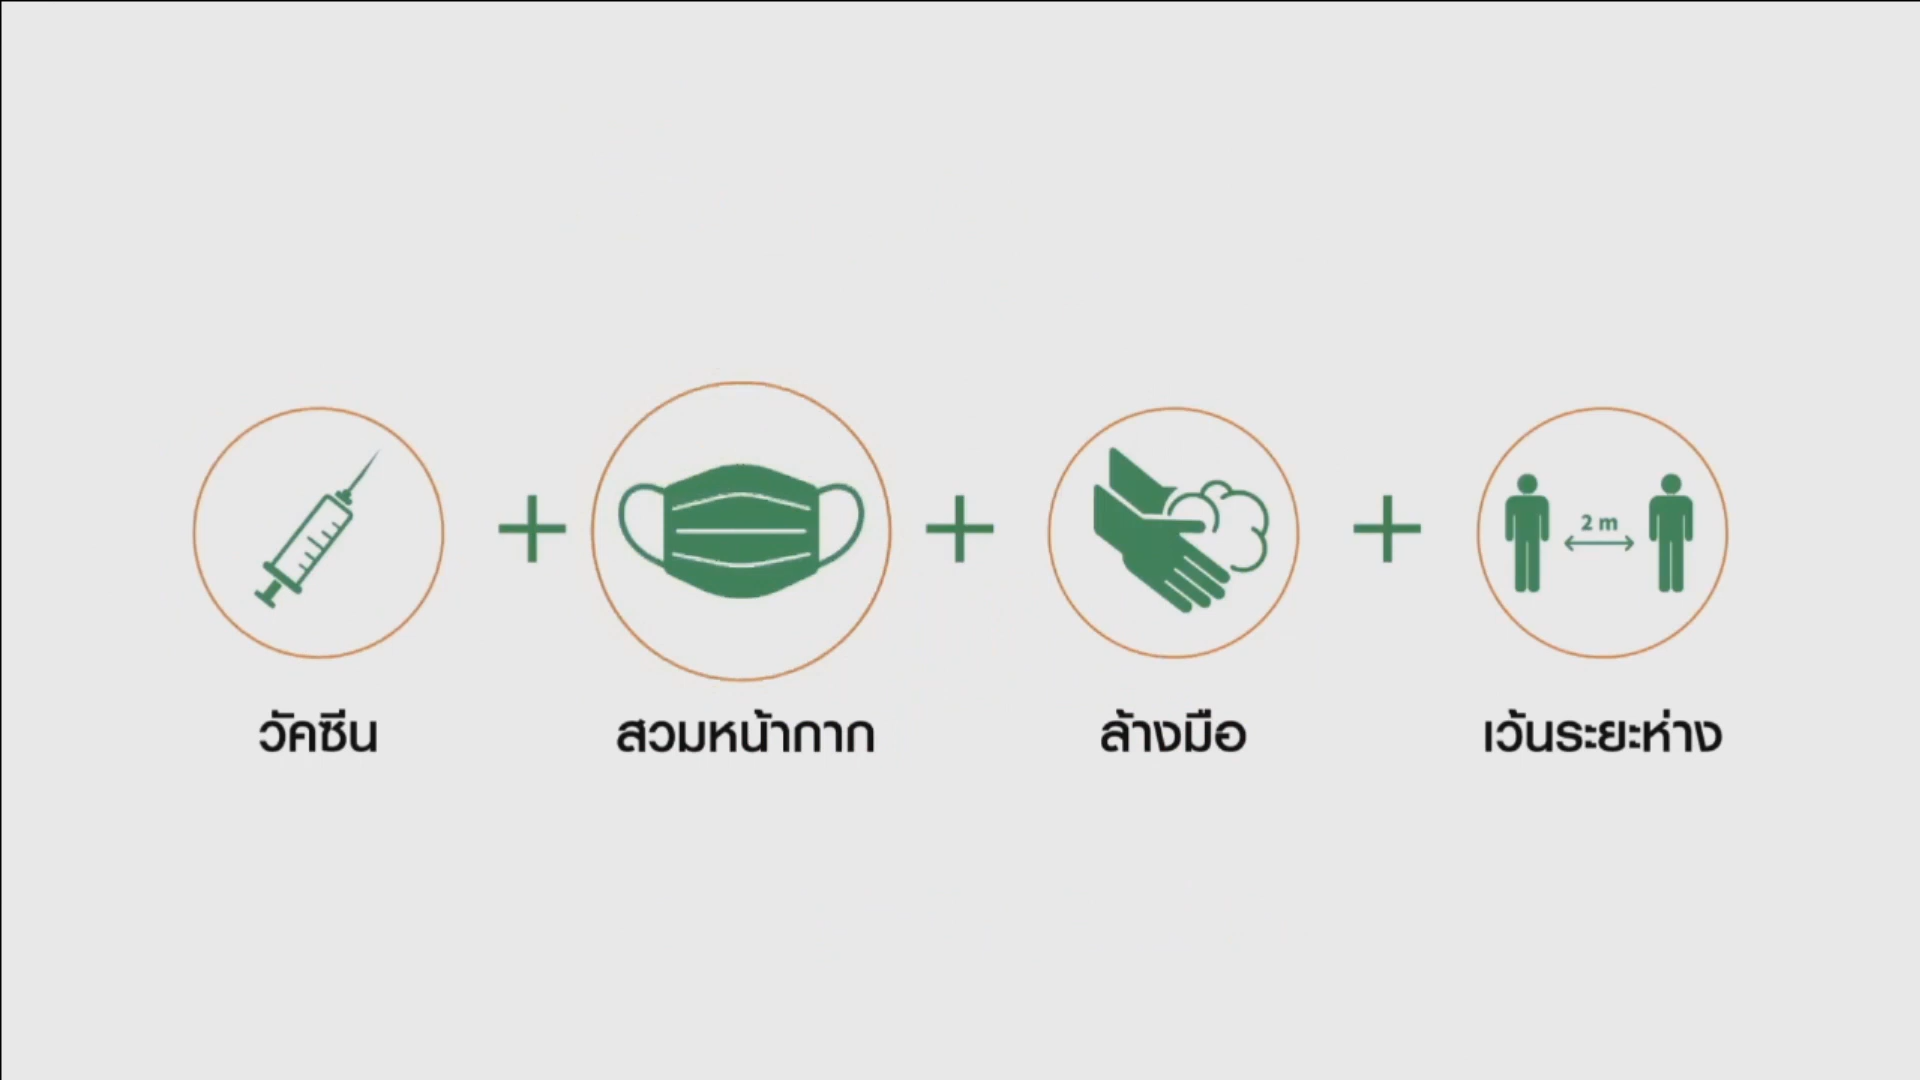 2 m
วัคซีน
สวมหน้ากาก
ล้างมือ
เว้นระยะห่าง